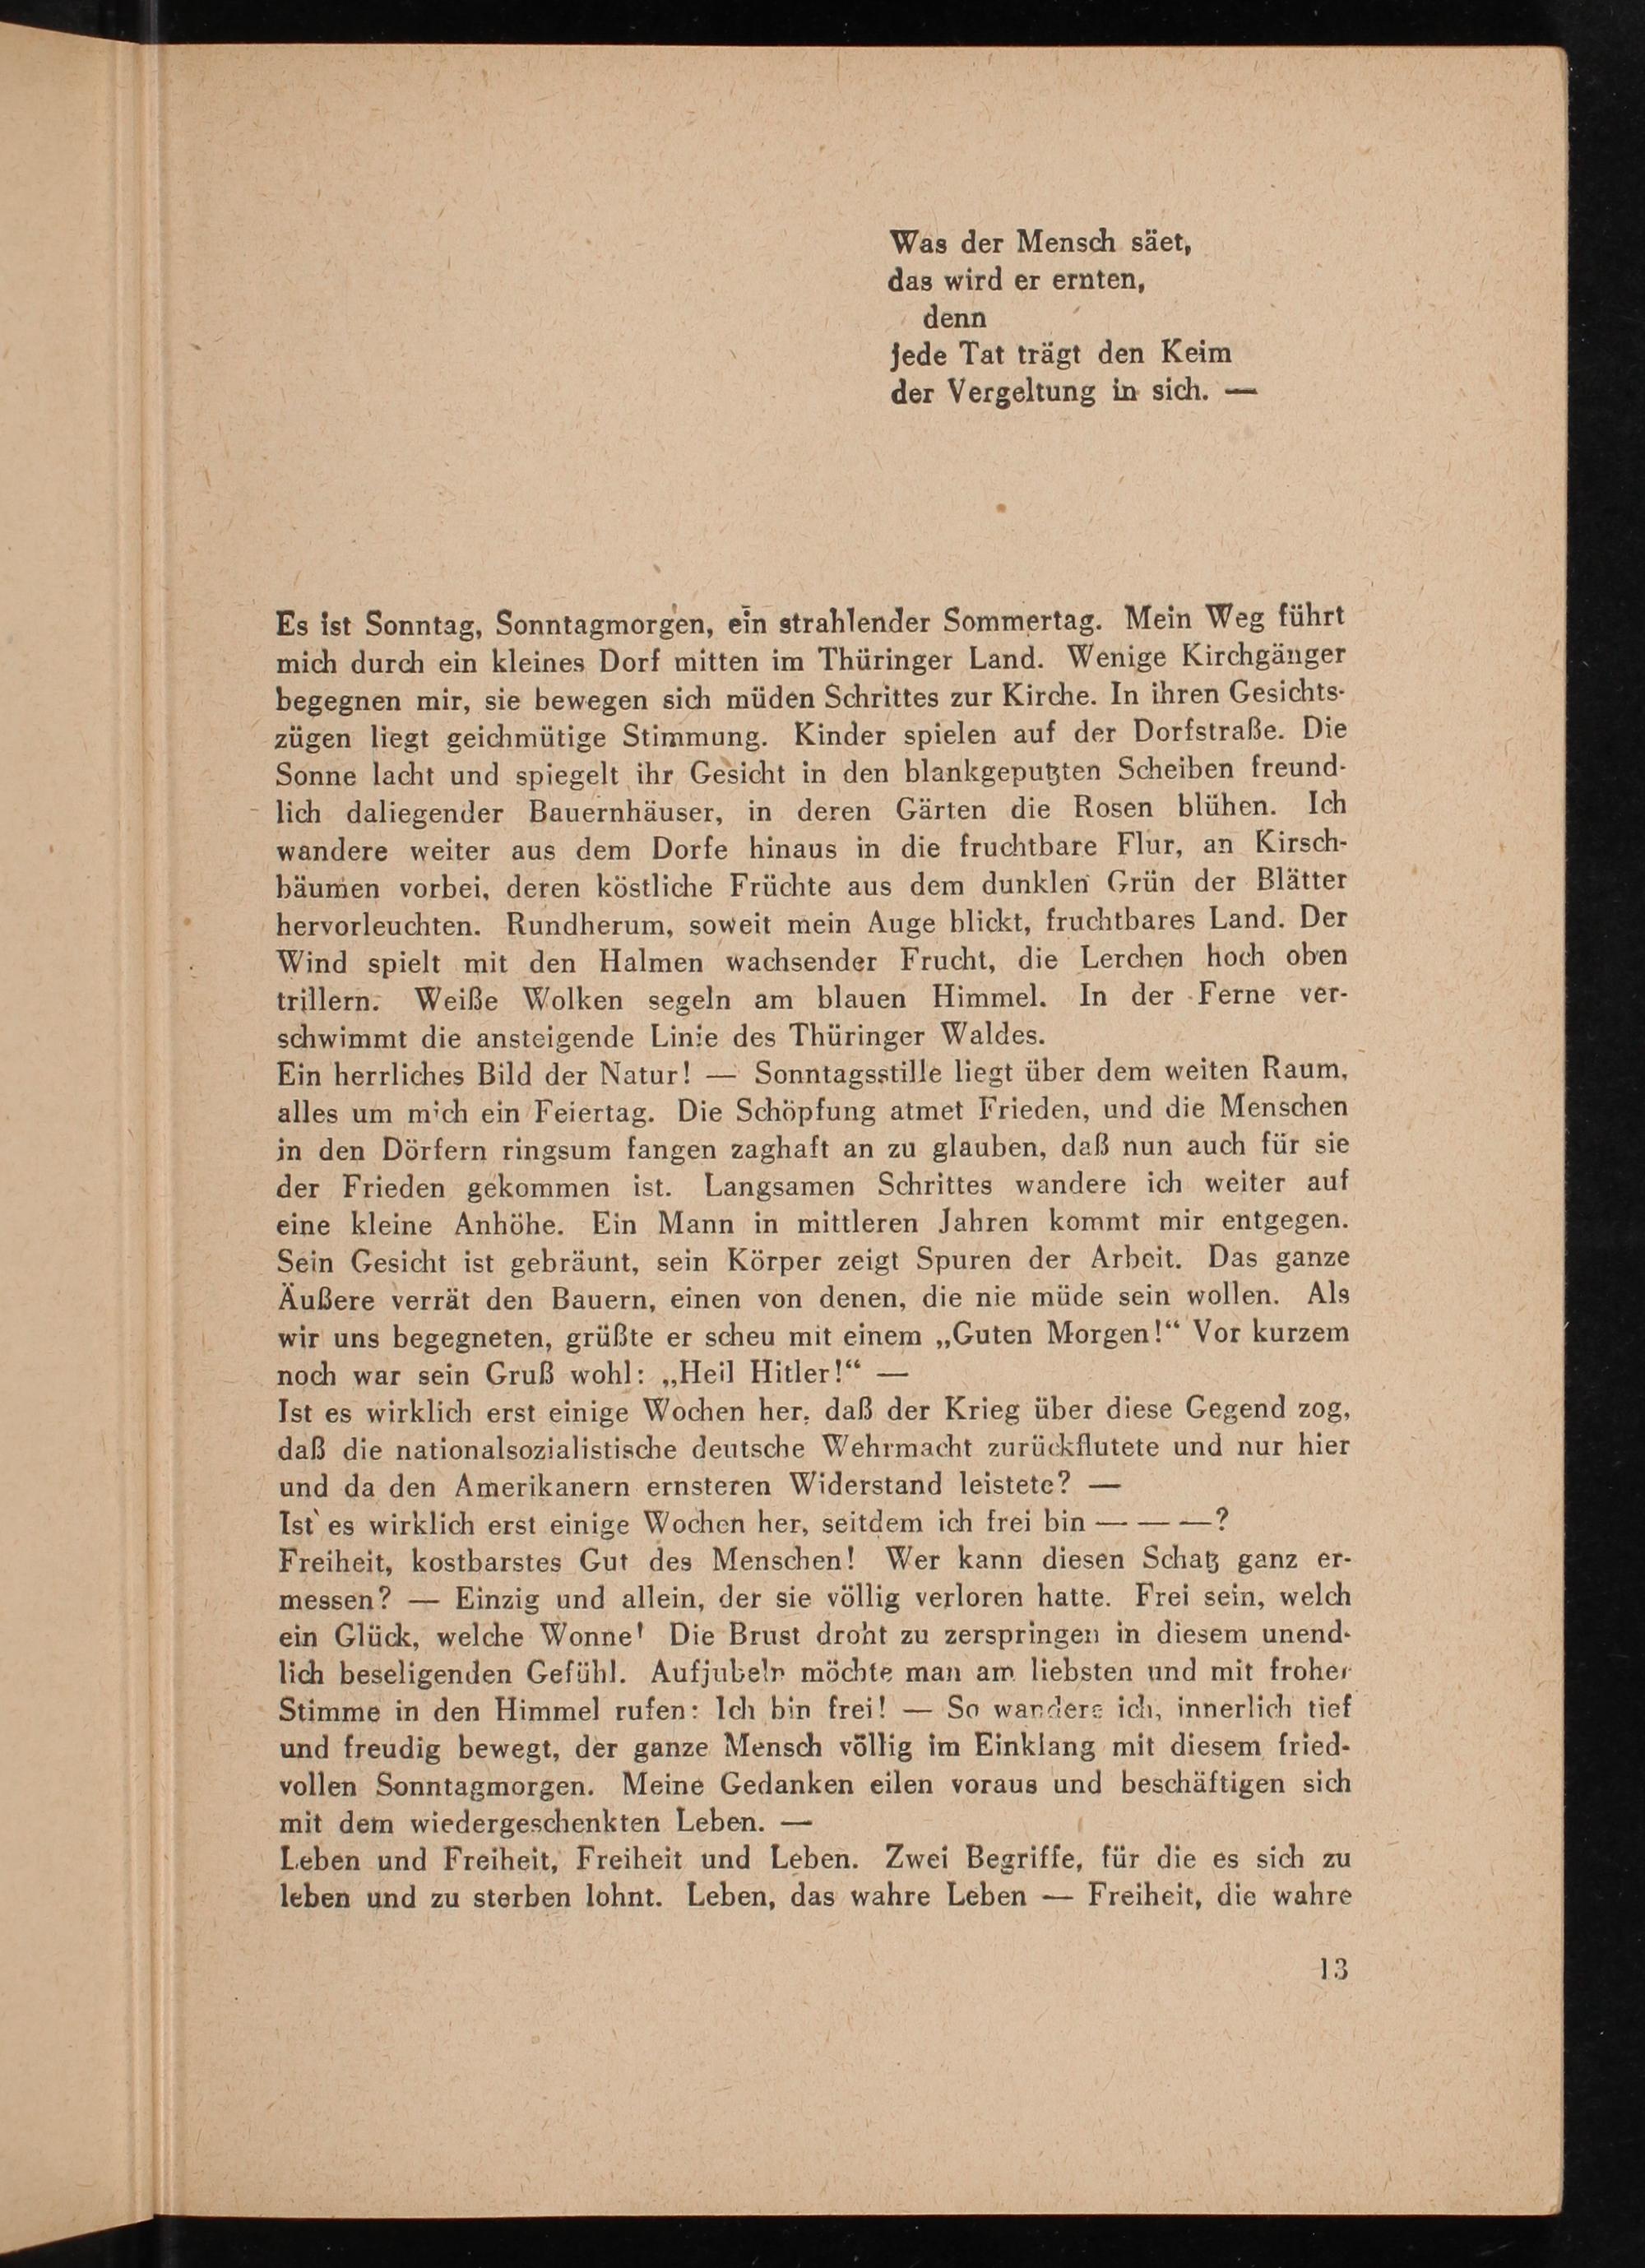 Was der Mensch säet,
das wird er ernten,
denn
jede Tat trägt den Keim
der Vergeltung in sich. —
Es ist Sonntag, Sonntagmorgen, ein strahlender Sommertag. Mein Weg führt
mich durch ein kleines Dorf mitten im Thüringer Land. Wenige Kirchgänger
begegnen mir, sie bewegen sich müden Schrittes zur Kirche. In ihren Gesichts-
zügen liegt geichmütige Stimmung. Kinder spielen auf der Dorfstraße. Die
Sonne lacht und spiegelt ihr Gesicht in den blankgeputzten Scheiben freund-
lich daliegender Bauernhäuser, in deren Gärten die Rosen blühen. Ich
wandere weiter aus dem Dorfe hinaus in die fruchtbare Flur, an Kirsch-
bäumen vorbei, deren köstliche Früchte aus dem dunklen Grün der Blätter
hervorleuchten. Rundherum, soweit mein Auge blickt, fruchtbares Land. Der
Wind spielt mit den Halmen wachsender Frucht, die Lerchen hoch oben
trillern. Weiße Wolken segeln am blauen Himmel. In der Ferne ver-
schwimmt die ansteigende Linie des Thüringer Waldes.
Ein herrliches Bild der Natur! — Sonntagsstille liegt über dem weiten Raum,
alles um mich ein Feiertag. Die Schöpfung atmet Frieden, und die Menschen
in den Dörfern ringsum fangen zaghaft an zu glauben, daß nun auch für sie
der Frieden gekommen ist. Langsamen Schrittes wandere ich weiter auf
eine kleine Anhöhe. Ein Mann in mittleren Jahren kommt mir entgegen.
Sein Gesicht ist gebräunt, sein Körper zeigt Spuren der Arbeit. Das ganze
Äußere verrät den Bauern, einen von denen, die nie müde sein wollen. Als
wir uns begegneten, grüßte er scheu mit einem „Guten Morgen!“ Vor kurzem
noch war sein Gruß wohl: „Heil Hitler!“ —
Ist es wirklich erst einige Wochen her, daß der Krieg über diese Gegend zog,
daß die nationalsozialistische deutsche Wehrmacht zurückflutete und nur hier
und da den Amerikanern ernsteren Widerstand leistete? —
Ist es wirklich erst einige Wochen her, seitdem ich frei bin — — —?
Freiheit, kostbarstes Gut des Menschen! Wer kann diesen Schatz ganz er-
messen? — Einzig und allein, der sie völlig verloren hatte. Frei sein, welch
ein Glück, welche Wonne! Die Brust droht zu zerspringen in diesem unend-
lich beseligenden Gefühl. Aufjubeln möchte man am liebsten und mit froher
Stimme in den Himmel rufen: Ich bin frei! — So wandere ich, innerlich tief
und freudig bewegt, der ganze Mensch völlig im Einklang mit diesem fried-
vollen Sonntagmorgen. Meine Gedanken eilen voraus und beschäftigen sich
mit dem wiedergeschenkten Leben. —
Leben und Freiheit, Freiheit und Leben. Zwei Begriffe, für die es sich zu
leben und zu sterben lohnt. Leben, das wahre Leben — Freiheit, die wahre
13